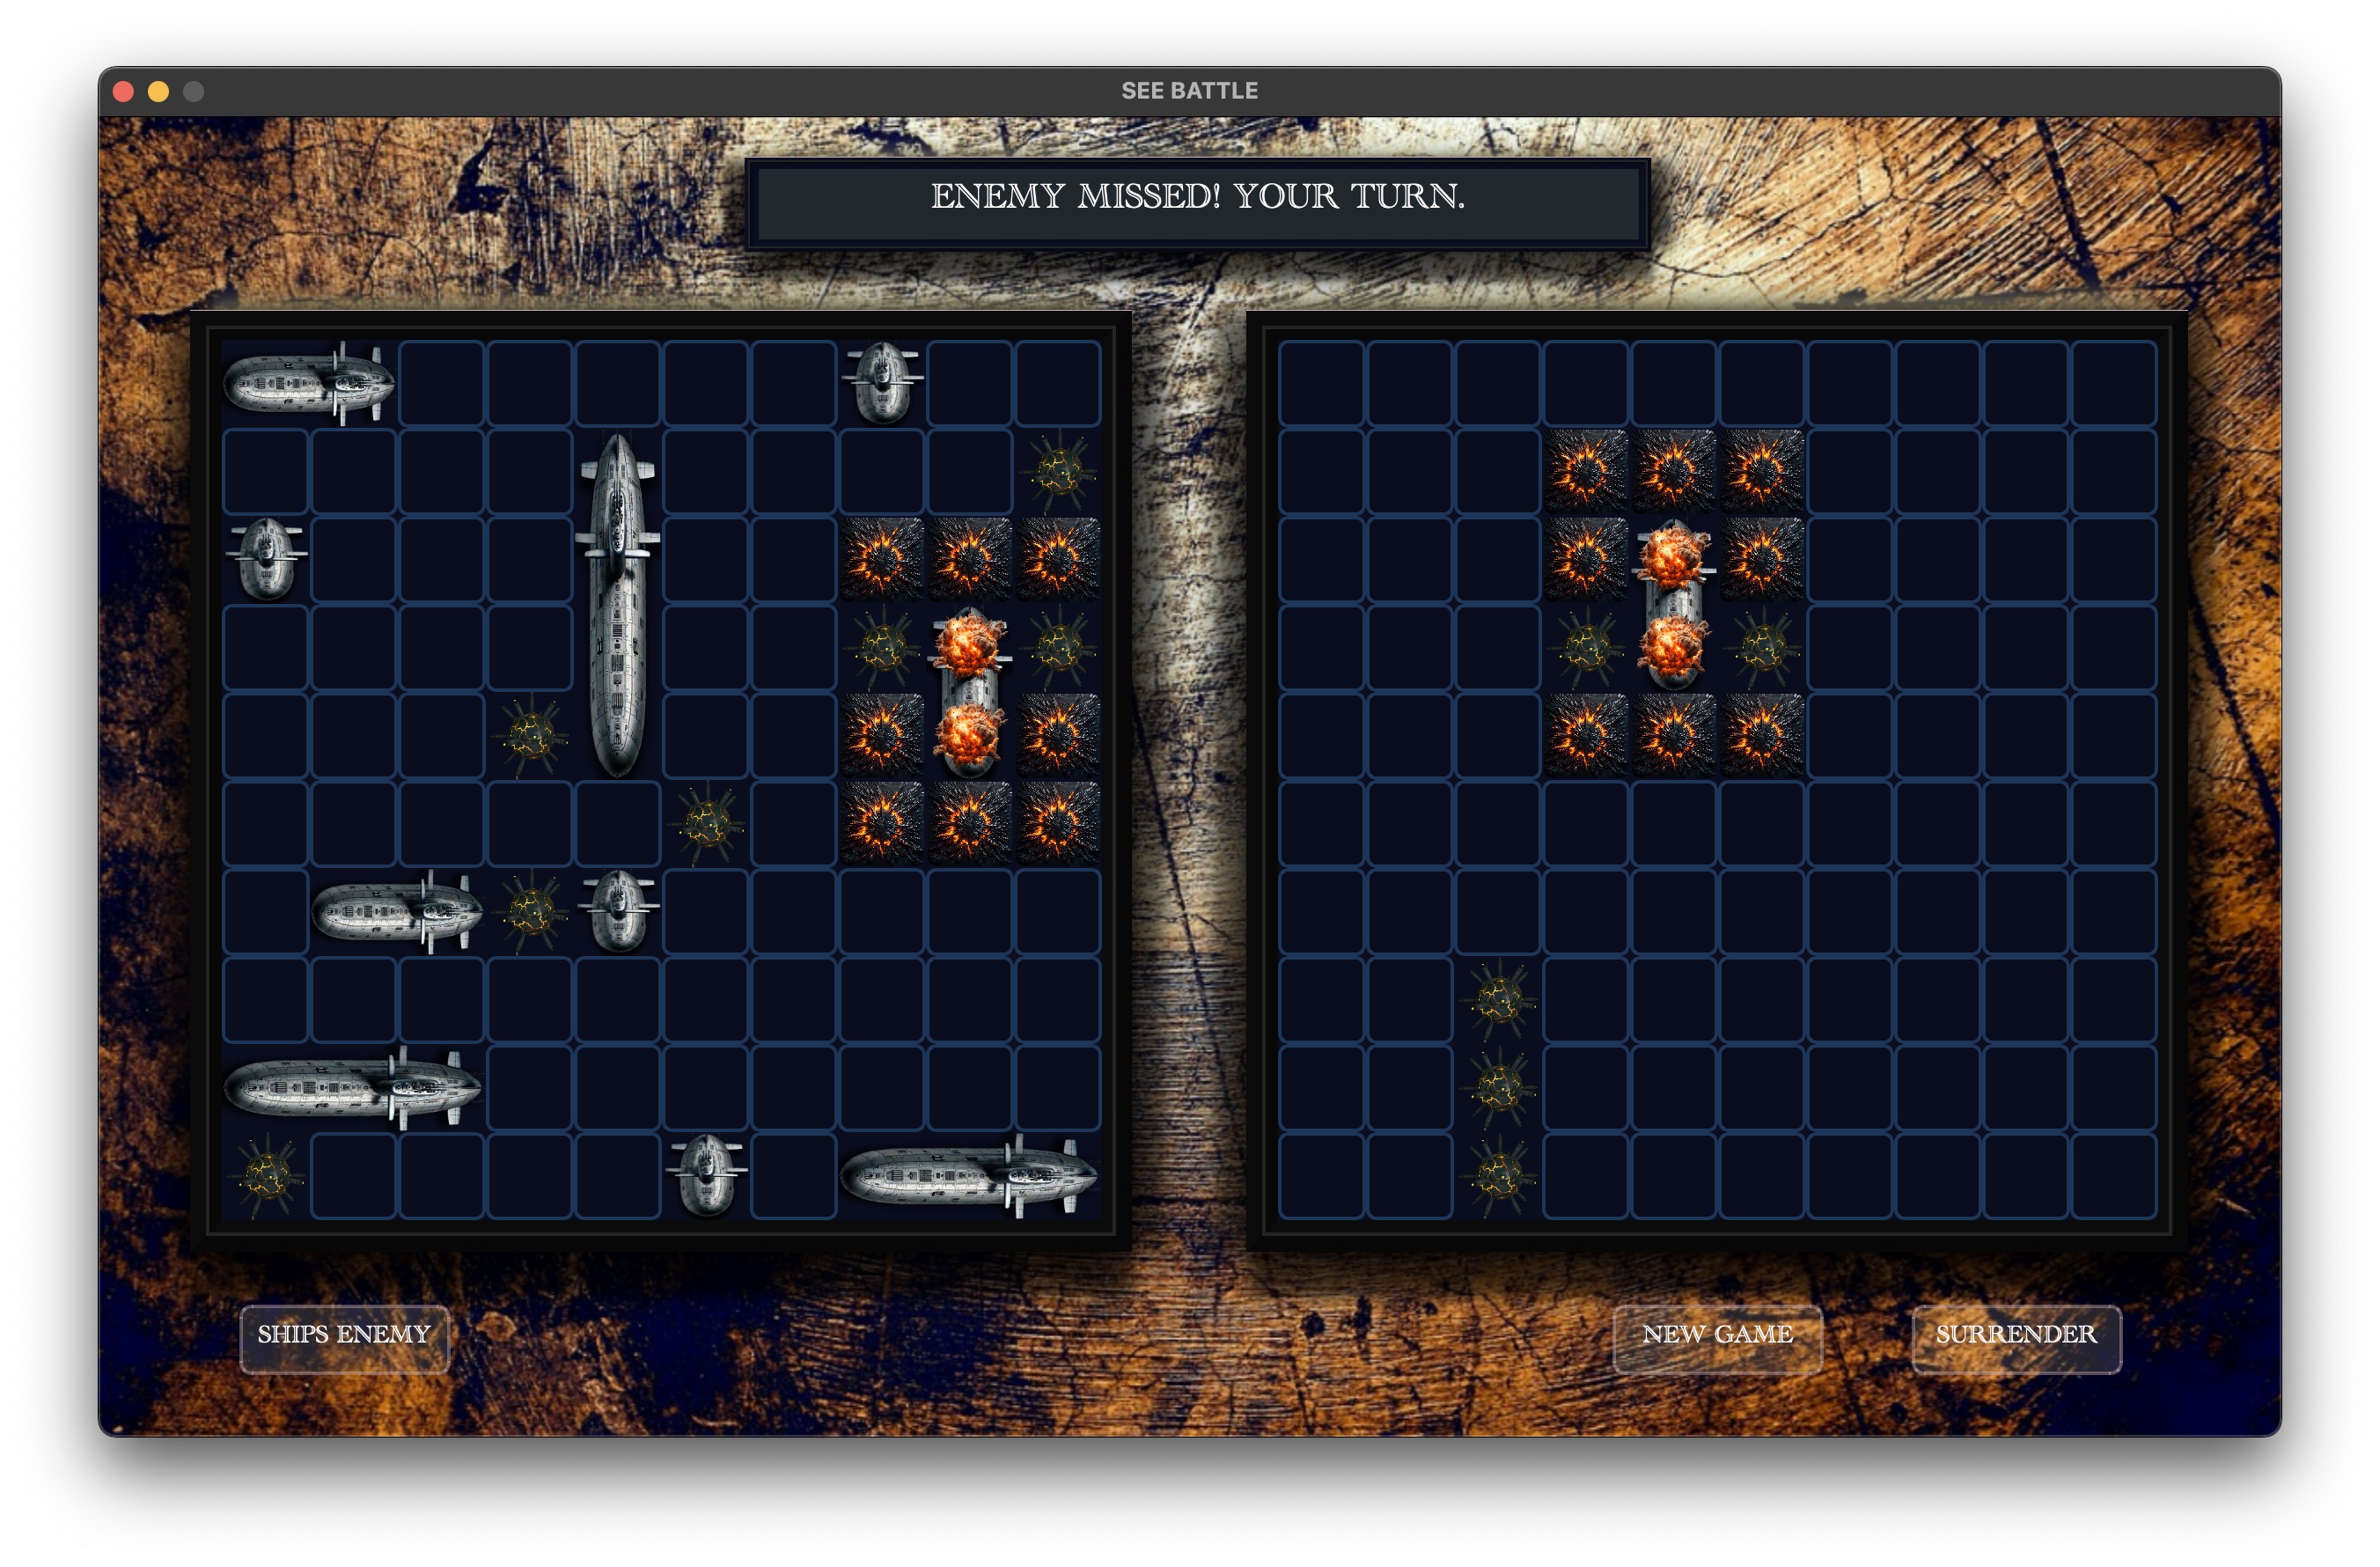 SEE BATTLE
ENEMY MISSED! YOUR TURN.
SHIPS ENEMY
NEW GAME
SURRENDER